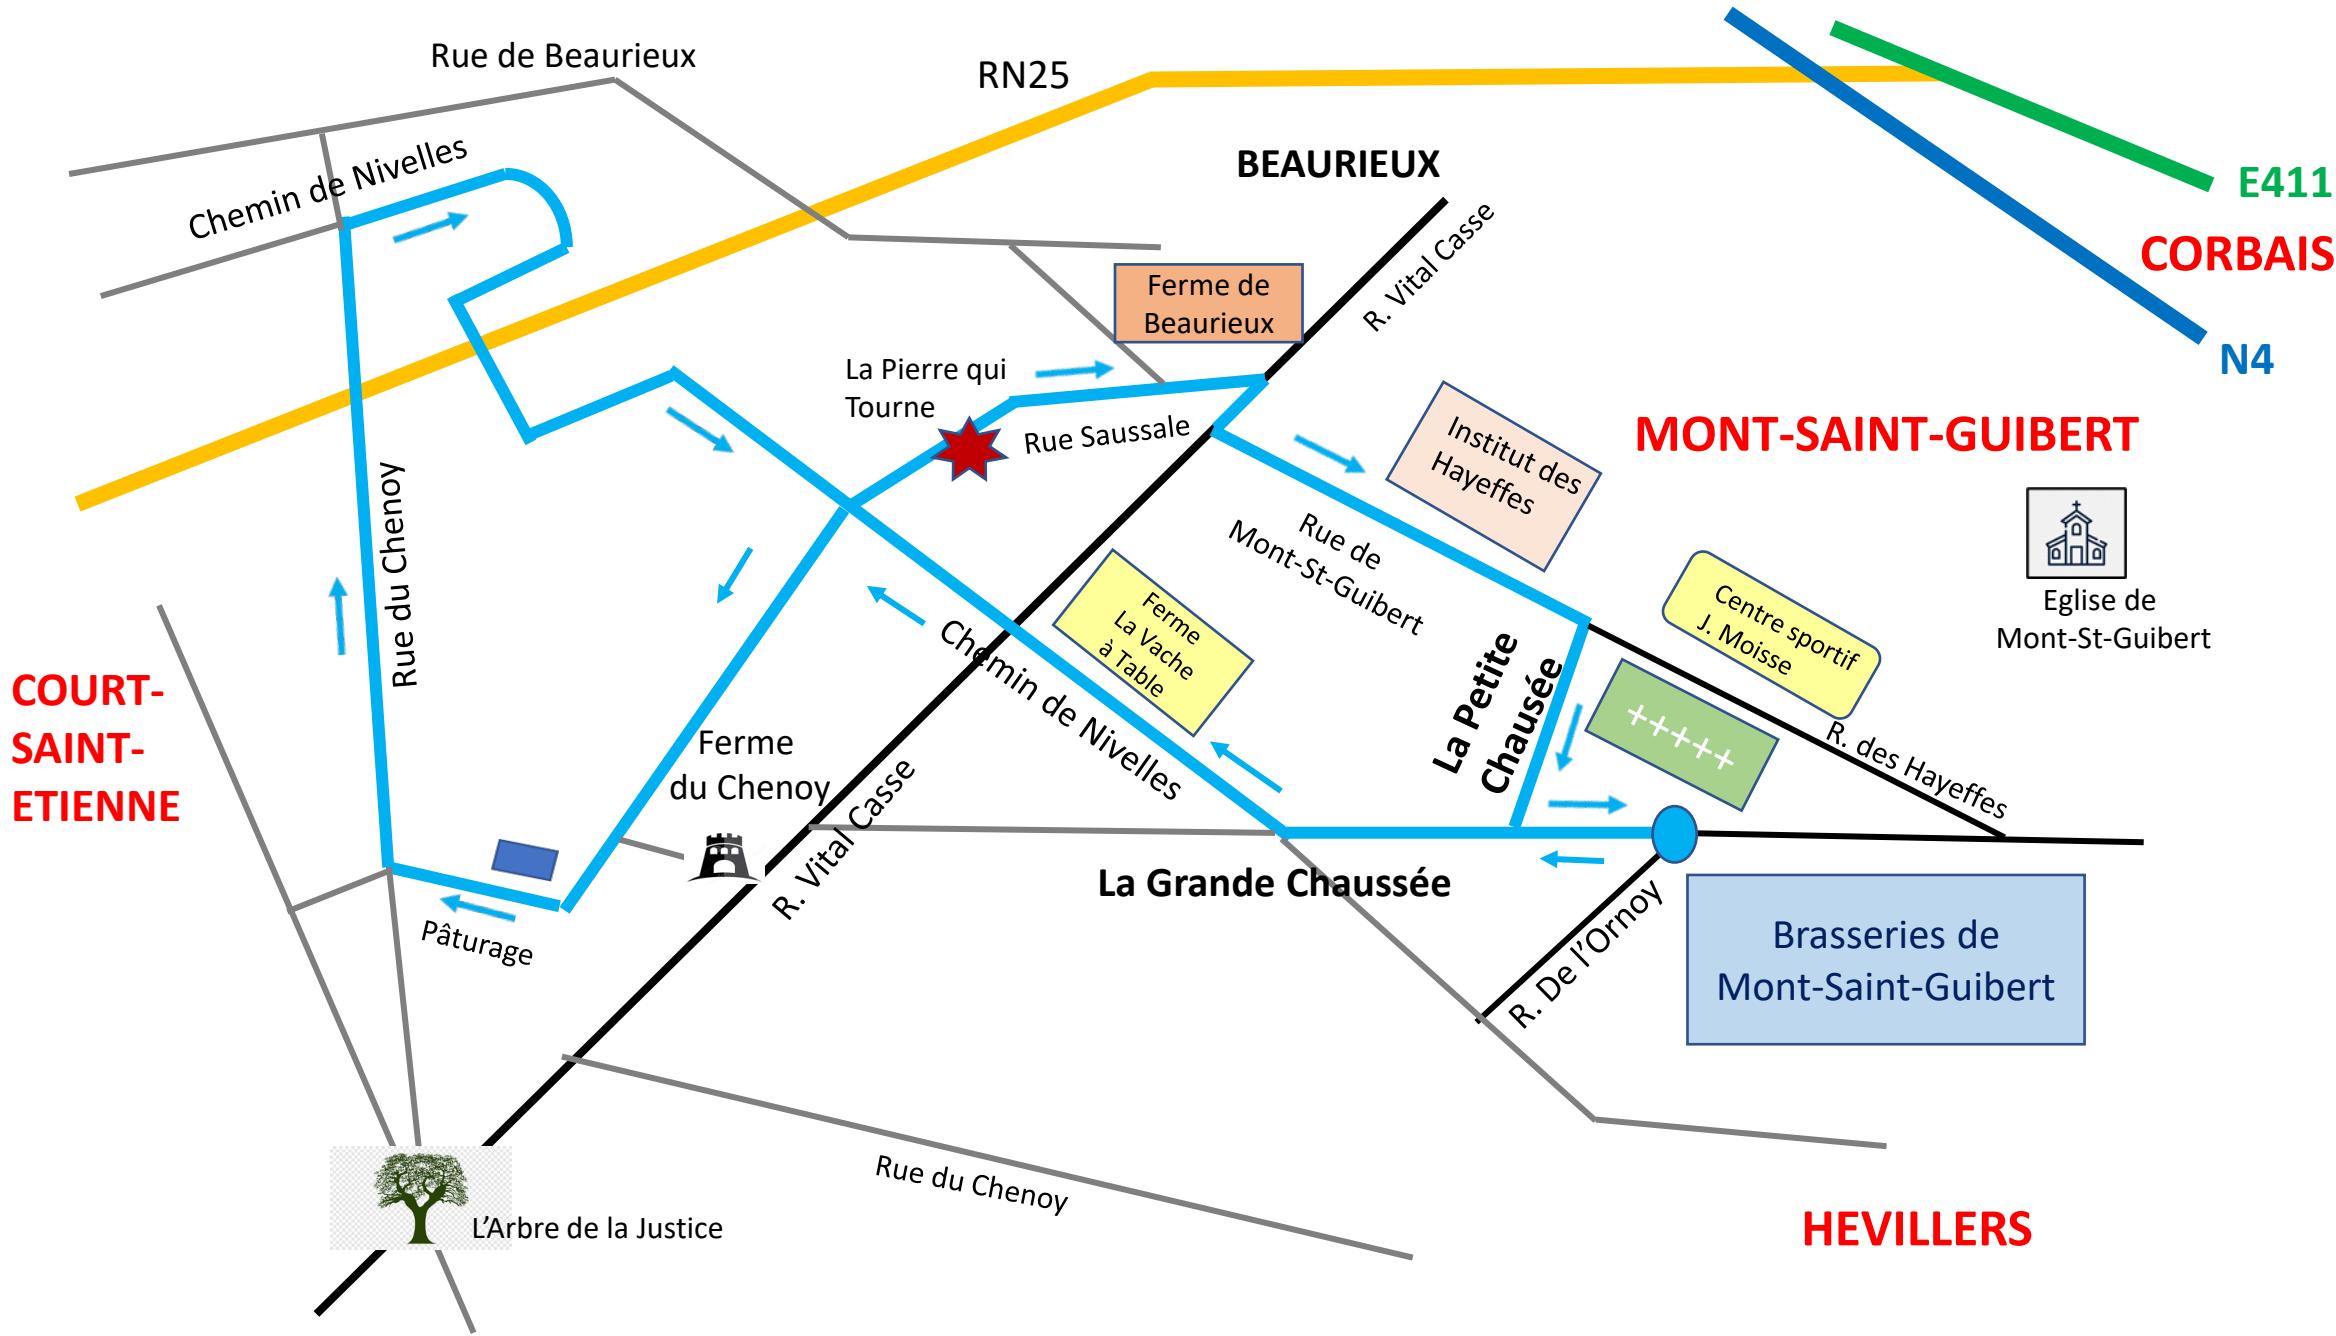 Rue de Beaurieux
RN25
Chemin de Nivelles
BEAURIEUX
E411
CORBAIS
R. Vital Casse
N4
Ferme de
Beaurieux
La Pierre qui
Tourne
Rue Saussale
Institut des
Hayeffes
MONT-SAINT-GUIBERT
Rue de
Mont-St-Guibert
Eglise de
Mont-St-Guibert
Rue du Chenoy
Ferme
La Vache
à Table
Centre sportif
J. Moisse
COURT-
SAINT-
ETIENNE
Chemin de Nivelles
La Petite
Chausée
+++++
R. des Hayeffes
Ferme
du Chenoy
R. Vital Casse
La Grande Chaussée
Pâturage
R. De l'Ornoy
Brasseries de
Mont-Saint-Guibert
Rue du Chenoy
L'Arbre de la Justice
HEVILLERS